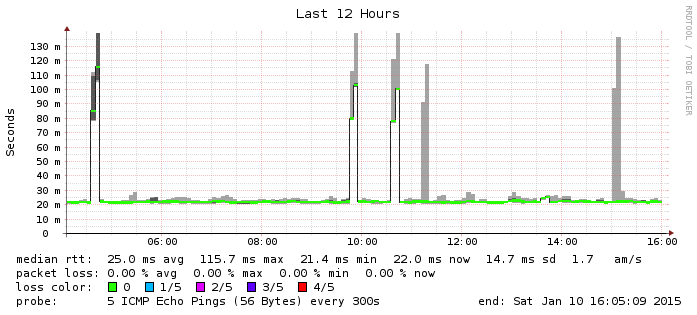 Last 12 Hours
RRDTOOL / TOBI OETIKER
Seconds
130 m
120 m
110 m
100 m
90 m
80 m
70 m
60 m
50 m
40 m
30 m
20 m
10 m
0
06:00 08:00 10:00 12:00 14:00 16:00
median rtt: 25.0 ms avg 115.7 ms max 21.4 ms min 22.0 ms now 14.7 ms sd 1.7 am/s
packet loss: 0.00 % avg 0.00 % max 0.00 % min 0.00 % now
loss color: 0 1/5 2/5 3/5 4/5
probe: 5 ICMP Echo Pings (56 Bytes) every 300s end: Sat Jan 10 16:05:09 2015